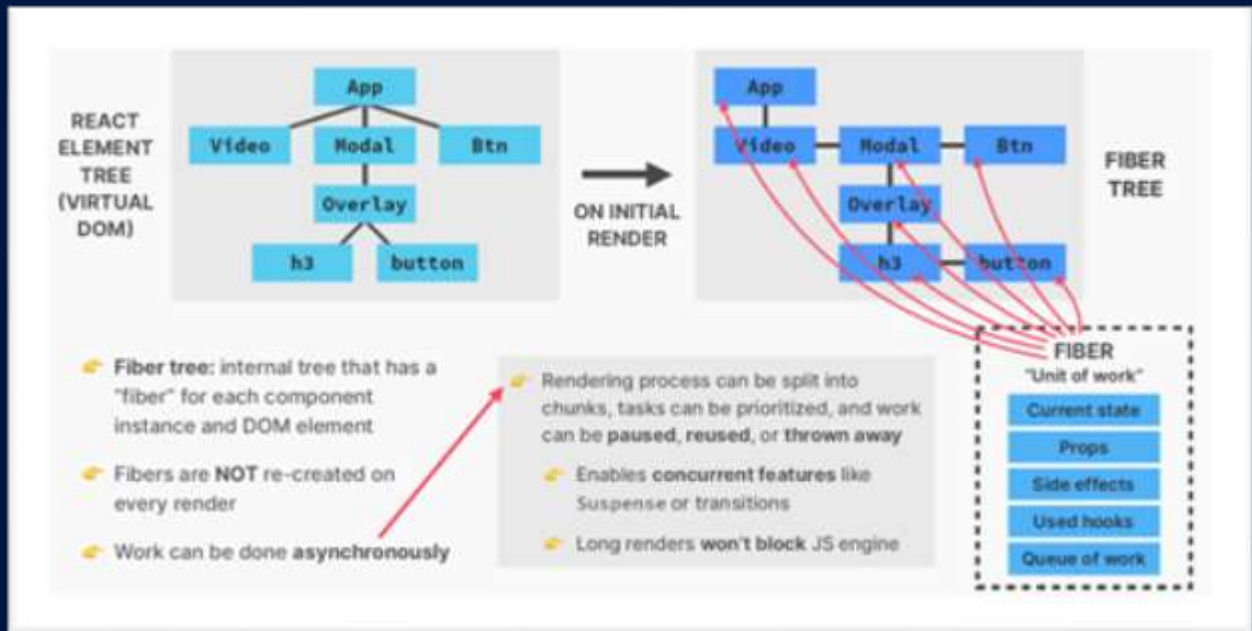 REACT
ELEMENT
TREE
(VIRTUAL
DOM)
App
Video
Modal
Btn
Overlay
h3
button
ON INITIAL
RENDER
App
Video
Modal
Btn
Overlay
h3
button
FIBER
TREE
FIBER
"Unit of work"
Current state
Props
Side effects
Used hooks
Queue of work
👉 Fiber tree: internal tree that has a
"fiber" for each component
instance and DOM element
👉 Fibers are NOT re-created on
every render
👉 Work can be done asynchronously
👉 Rendering process can be split into
chunks, tasks can be prioritized, and work
can be paused, reused, or thrown away
👉 Enables concurrent features like
Suspense or transitions
👉 Long renders won't block JS engine